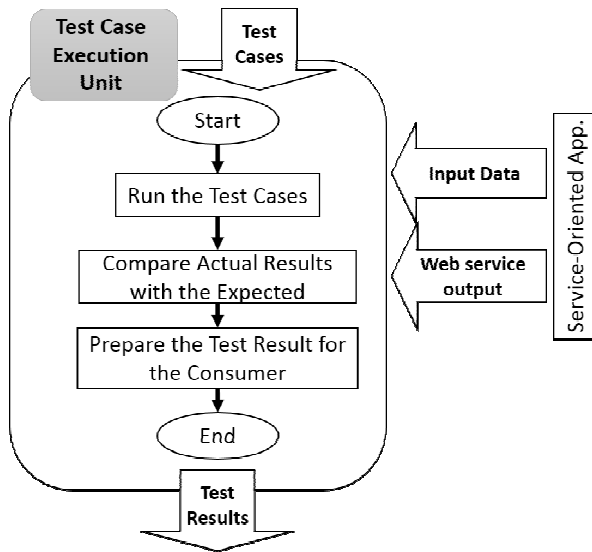 Test Case
Execution
Unit
Test
Cases
Start
Run the Test Cases
Compare Actual Results
with the Expected
Prepare the Test Result for
the Consumer
End
Test
Results
Input Data
Web service
output
Service-Oriented App.